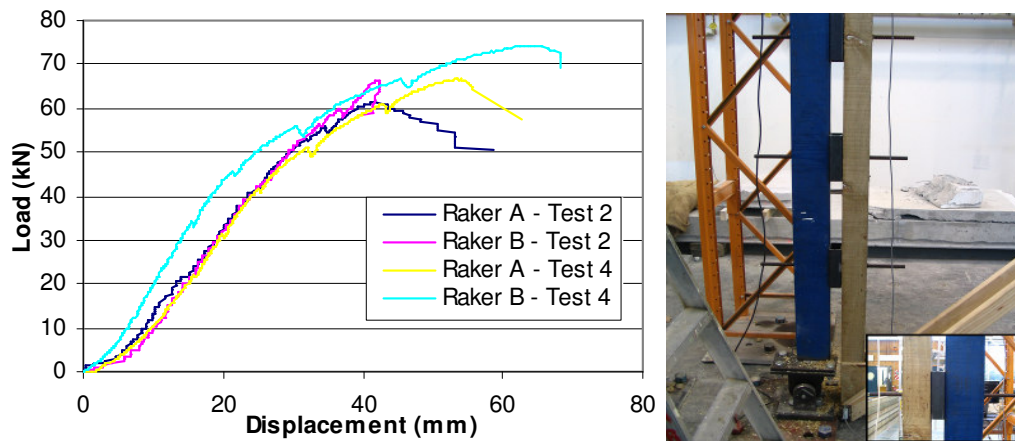 80
70
60
50
40
30
20
10
0
Load (kN)
Raker A - Test 2
Raker B - Test 2
Raker A - Test 4
Raker B - Test 4
0 20 40 60 80
Displacement (mm)